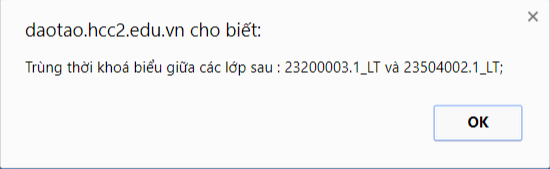 daotao.hcc2.edu.vn cho biết:
Trùng thời khoá biểu giữa các lớp sau : 23200003.1_LT và 23504002.1_LT;
OK